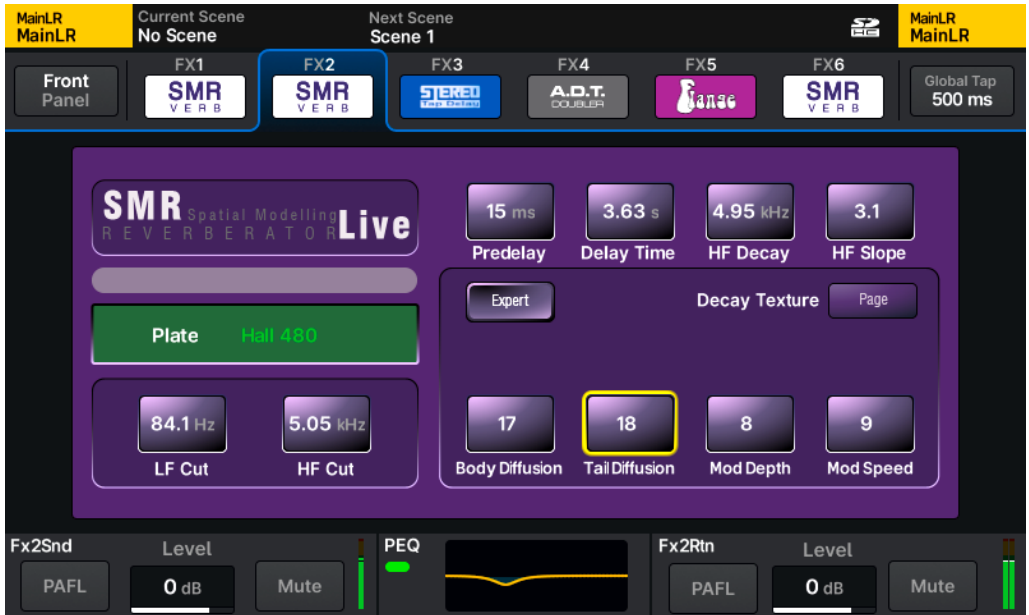 MainLR
MainLR
Current Scene
No Scene
Next Scene
Scene 1
SD HC
MainLR
MainLR
Front
Panel
FX1
SMR
VERB
FX2
SMR
VERB
FX3
STEREO
Tap Delay
FX4
A.D.T.
DOUBLER
FX5
Flange
FX6
SMR
VERB
Global Tap
500 ms
SMR Spatial Modelling
REVERBERATOR Live
15 ms
Predelay
3.63 s
Delay Time
4.95 kHz
HF Decay
3.1
HF Slope
Plate Hall 480
84.1 Hz
LF Cut
5.05 kHz
HF Cut
Expert
Decay Texture Page
17
Body Diffusion
18
Tail Diffusion
8
Mod Depth
9
Mod Speed
Fx2Snd
Level
PAFL
0 dB
Mute
PEQ
Fx2Rtn
Level
PAFL
0 dB
Mute